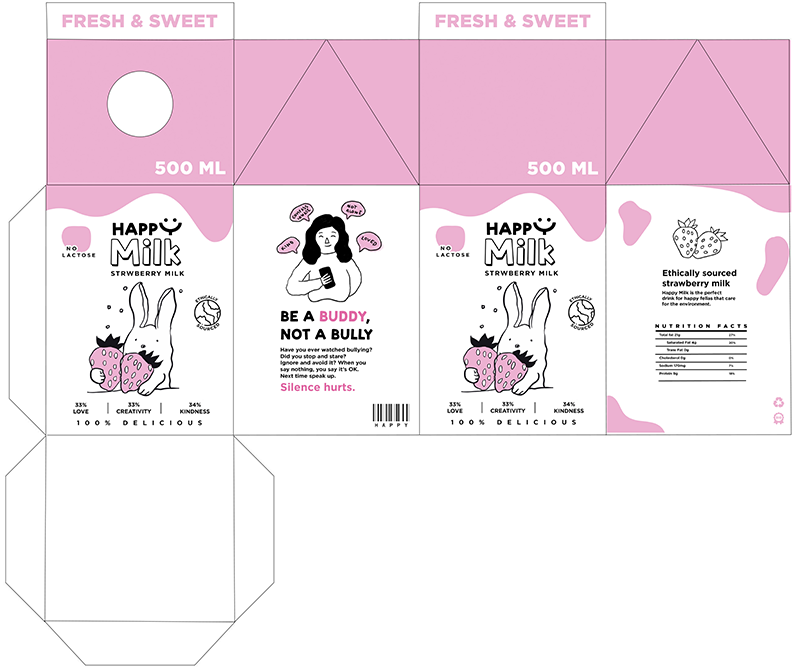 FRESH & SWEET
FRESH & SWEET
500 ML
500 ML
NO
LACTOSE
HAPPY
Milk
STRWBERRY MILK
ETHICALLY
SOURCED
33%
LOVE
33%
CREATIVITY
34%
KINDNESS
100% DELICIOUS
KIND
NOT
ALONE!
LOVED
BE A BUDDY,
NOT A BULLY
Have you ever watched bullying?
Did you stop and stare?
Ignore and avoid it? When you
say nothing, you say it's OK.
Next time speak up.
Silence hurts.
HAPPY
NO
LACTOSE
HAPPY
Milk
STRWBERRY MILK
ETHICALLY
SOURCED
33%
LOVE
33%
CREATIVITY
34%
KINDNESS
100% DELICIOUS
Ethically sourced
strawberry milk
Happy Milk is the perfect
drink for happy fellas that care
for the environment.
NUTRITION FACTS
Total fat 21g 27%
Saturated Fat 4g 20%
Trans Fat 0g
Cholesterol 0g 0%
Sodium 170mg 7%
Protein 9g 18%